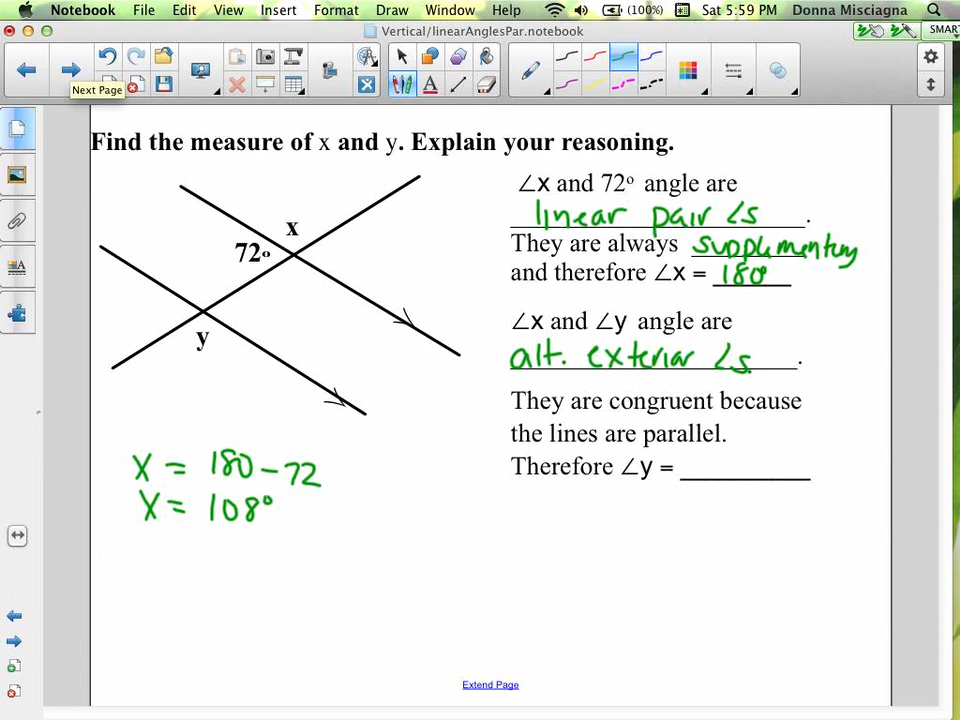 Notebook File Edit View Insert Format Draw Window Help (100%) Sat 5:59 PM Donna Misciagna
Vertical/linearAnglesPar.notebook
SMAR
Next Page
Find the measure of x and y. Explain your reasoning.
∠x and 72° angle are
linear pair ∠s.
They are always supplementery
and therefore ∠x = 180°
∠x and ∠y angle are
alt. exterior ∠s.
They are congruent because
the lines are parallel.
Therefore ∠y = __________
x
72°
y
X = 180 - 72
X = 108°
Extend Page